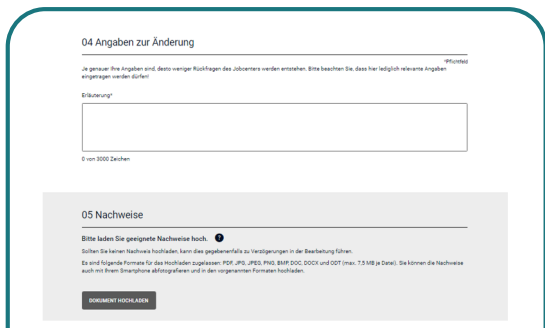 04 Angaben zur Änderung
*Pflichtfeld
Je genauer Ihre Angaben sind, desto weniger Rückfragen des Jobcenters werden entstehen. Bitte beachten Sie, dass hier lediglich relevante Angaben
eingetragen werden dürfen!
Erläuterung*
0 von 3000 Zeichen
05 Nachweise
Bitte laden Sie geeignete Nachweise hoch. ?
Sollten Sie keinen Nachweis hochladen, kann dies gegebenenfalls zu Verzögerungen in der Bearbeitung führen.
Es sind folgende Formate für das Hochladen zugelassen: PDF, JPG, JPEG, PNG, BMP, DOC, DOCX und ODT (max. 7,5 MB je Datei). Sie können die Nachweise
auch mit Ihrem Smartphone abfotografieren und in den vorgenannten Formaten hochladen.
DOKUMENT HOCHLADEN